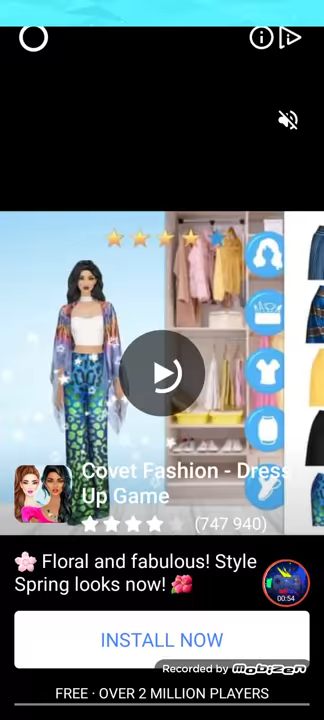 Covet Fashion - Dress
Up Game
(747 940)
🌸 Floral and fabulous! Style
Spring looks now! 🌺
00:54
INSTALL NOW
Recorded by mobizen
FREE · OVER 2 MILLION PLAYERS